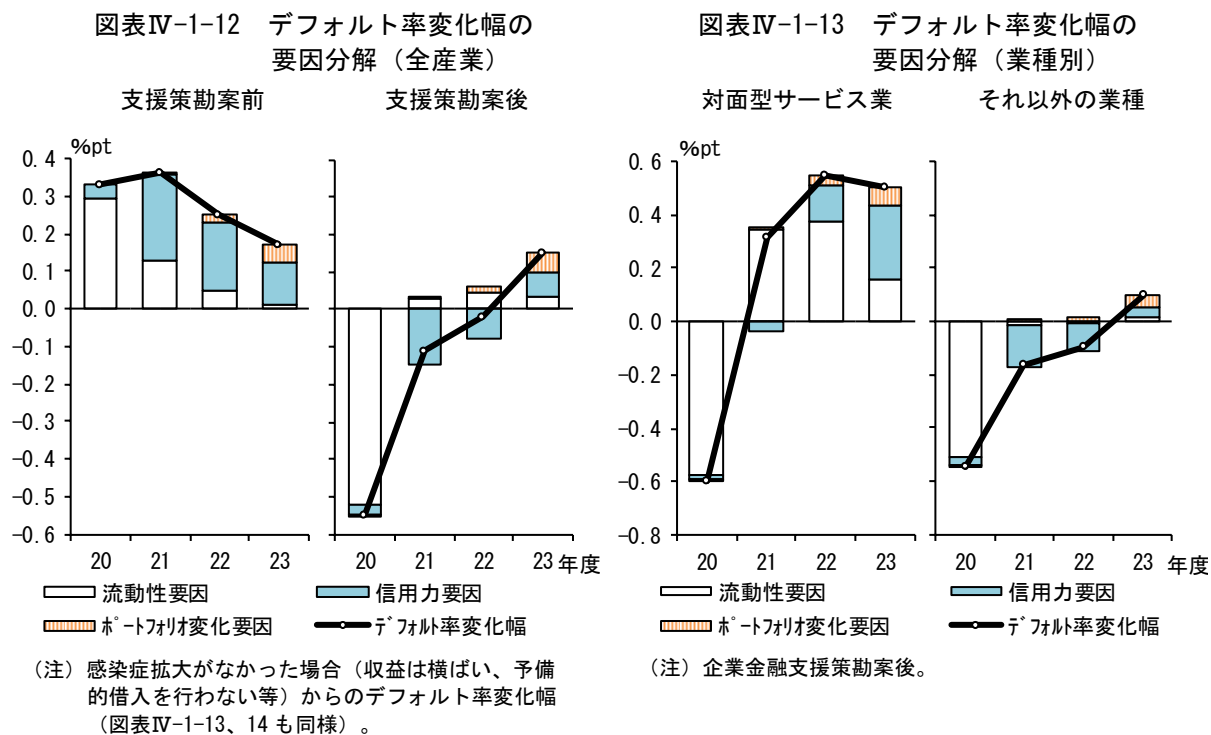 図表Ⅳ-1-12 デフォルト率変化幅の
要因分解（全産業）
支援策勘案前
支援策勘案後
%pt
0.4
0.3
0.2
0.1
0.0
-0.1
-0.2
-0.3
-0.4
-0.5
-0.6
20 21 22 23 20 21 22 23 年度
流動性要因 信用力要因
ﾎﾟｰﾄﾌｫﾘｵ変化要因 ﾃﾞﾌｫﾙﾄ率変化幅
（注）感染症拡大がなかった場合（収益は横ばい、予備
的借入を行わない等）からのデフォルト率変化幅
（図表Ⅳ-1-13、14 も同様）。
図表Ⅳ-1-13 デフォルト率変化幅の
要因分解（業種別）
対面型サービス業
それ以外の業種
%pt
0.6
0.4
0.2
0.0
-0.2
-0.4
-0.6
-0.8
20 21 22 23 20 21 22 23 年度
流動性要因 信用力要因
ﾎﾟｰﾄﾌｫﾘｵ変化要因 ﾃﾞﾌｫﾙﾄ率変化幅
（注）企業金融支援策勘案後。